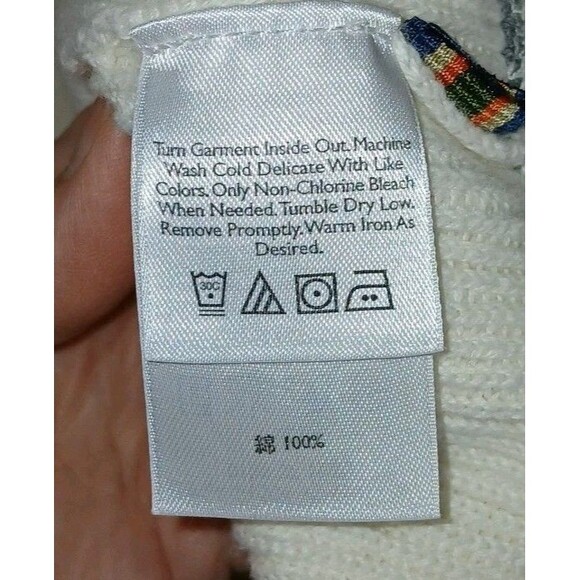 Turn Garment Inside Out. Machine
Wash Cold Delicate With Like
Colors. Only Non-Chlorine Bleach
When Needed. Tumble Dry Low.
Remove Promptly. Warm Iron As
Desired.
30C
綿 100%